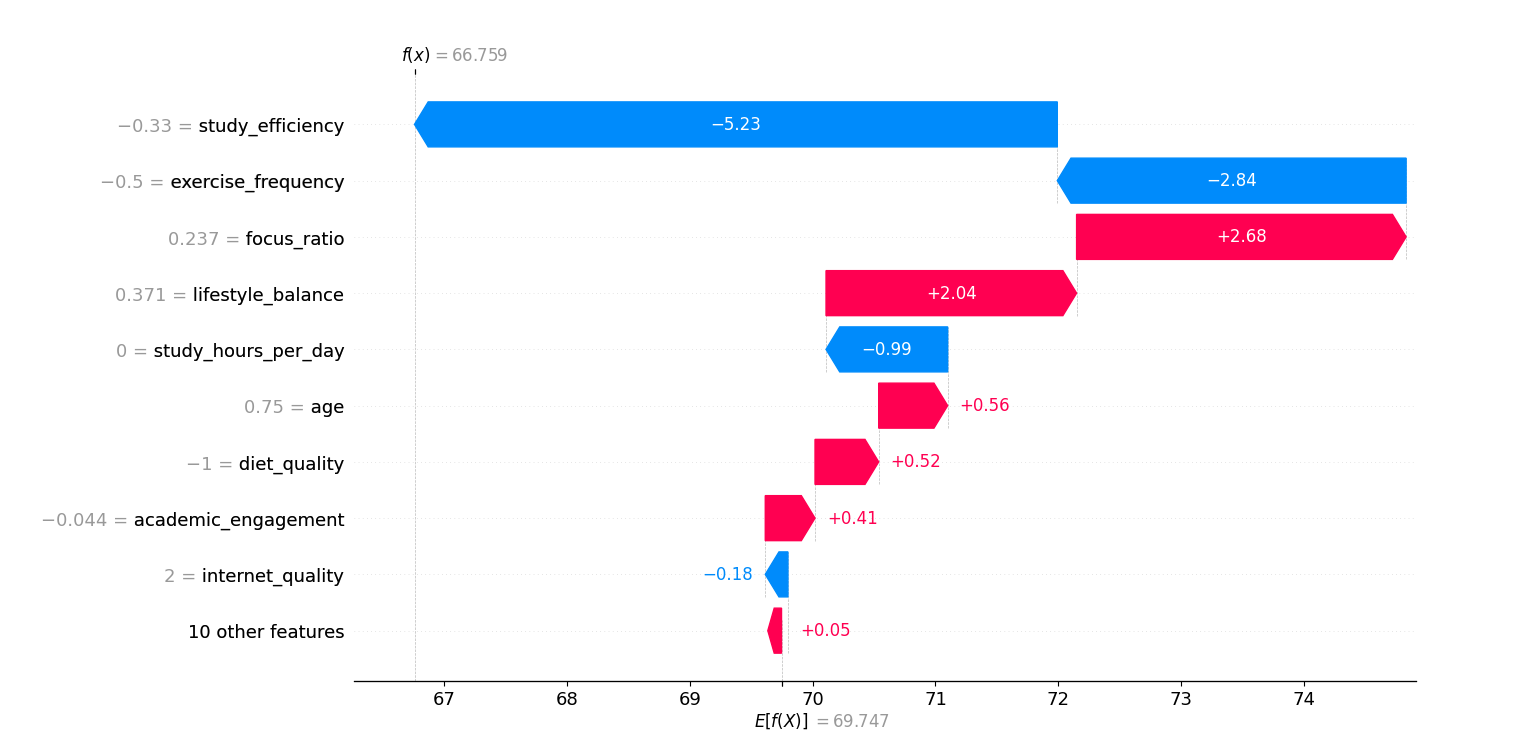 f(x) = 66.759
−0.33 = study_efficiency
−5.23
−0.5 = exercise_frequency
−2.84
0.237 = focus_ratio
+2.68
0.371 = lifestyle_balance
+2.04
0 = study_hours_per_day
−0.99
0.75 = age
+0.56
−1 = diet_quality
+0.52
−0.044 = academic_engagement
+0.41
2 = internet_quality
−0.18
10 other features
+0.05
67 68 69 70 71 72 73 74
E[f(X)] = 69.747